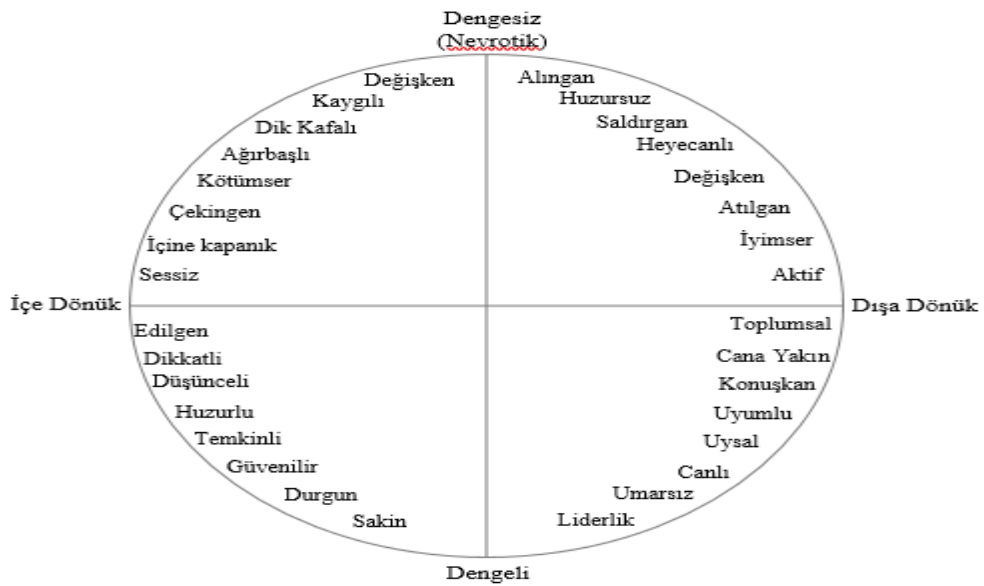 Dengesiz
(Nevrotik)
Değişken
Kaygılı
Dik Kafalı
Ağırbaşlı
Kötümser
Çekingen
İçine kapanık
Sessiz
Alıngan
Huzursuz
Saldırgan
Heyecanlı
Değişken
Atılgan
İyimser
Aktif
İçe Dönük
Dışa Dönük
Edilgen
Dikkatli
Düşünceli
Huzurlu
Temkinli
Güvenilir
Durgun
Sakin
Toplumsal
Cana Yakın
Konuşkan
Uyumlu
Uysal
Canlı
Umarsız
Liderlik
Dengeli